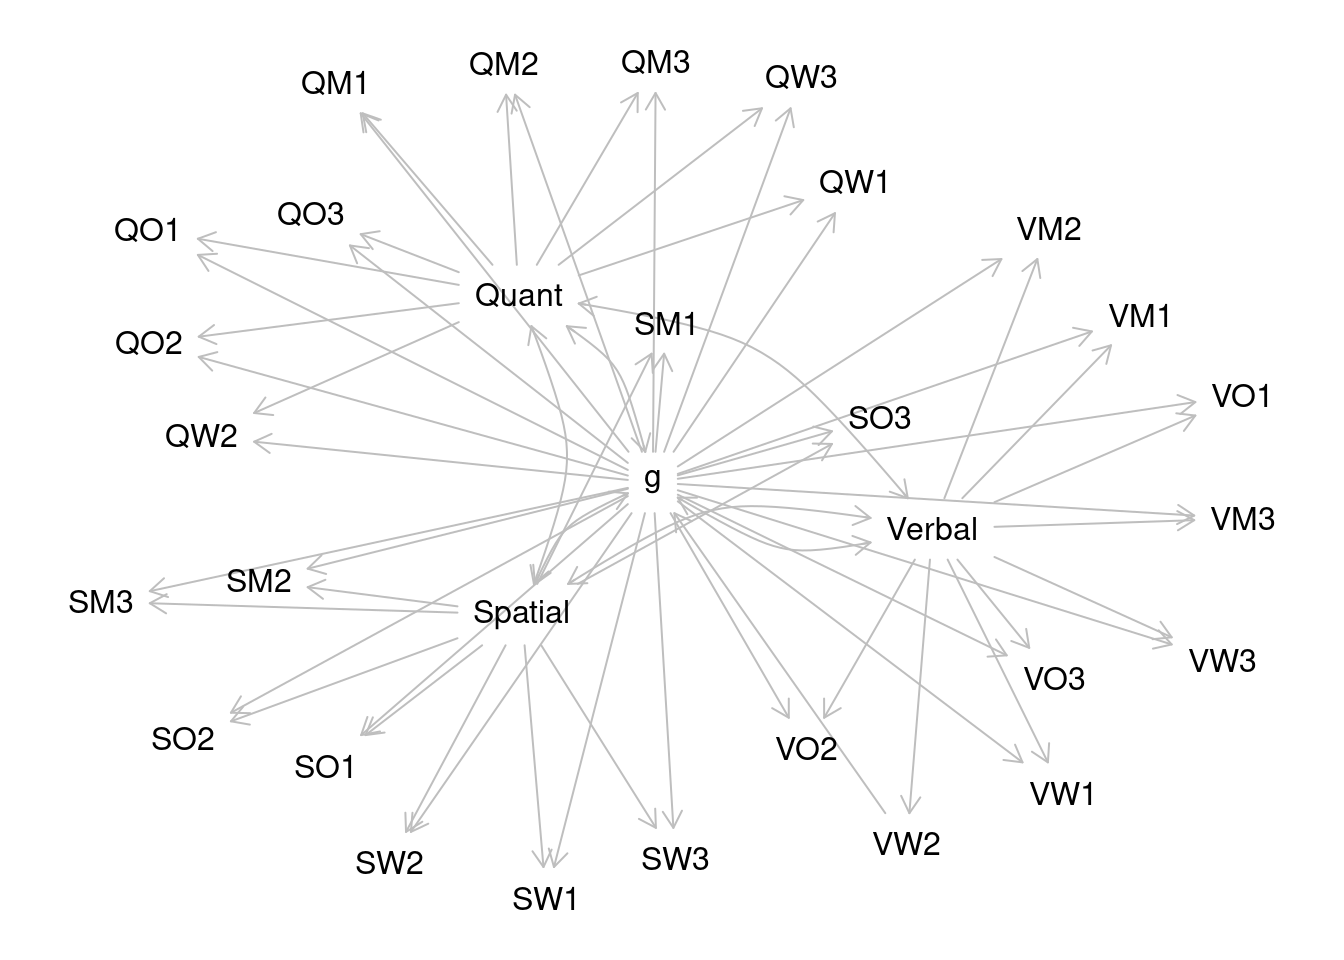 QM1
QM2
QM3
QW3
QW1
QO1
QO3
VM2
Quant
SM1
VM1
QO2
VO1
SO3
QW2
g
VM3
Verbal
SM2
SM3
Spatial
VW3
VO3
SO2
VO2
SO1
VW1
VW2
SW3
SW2
SW1